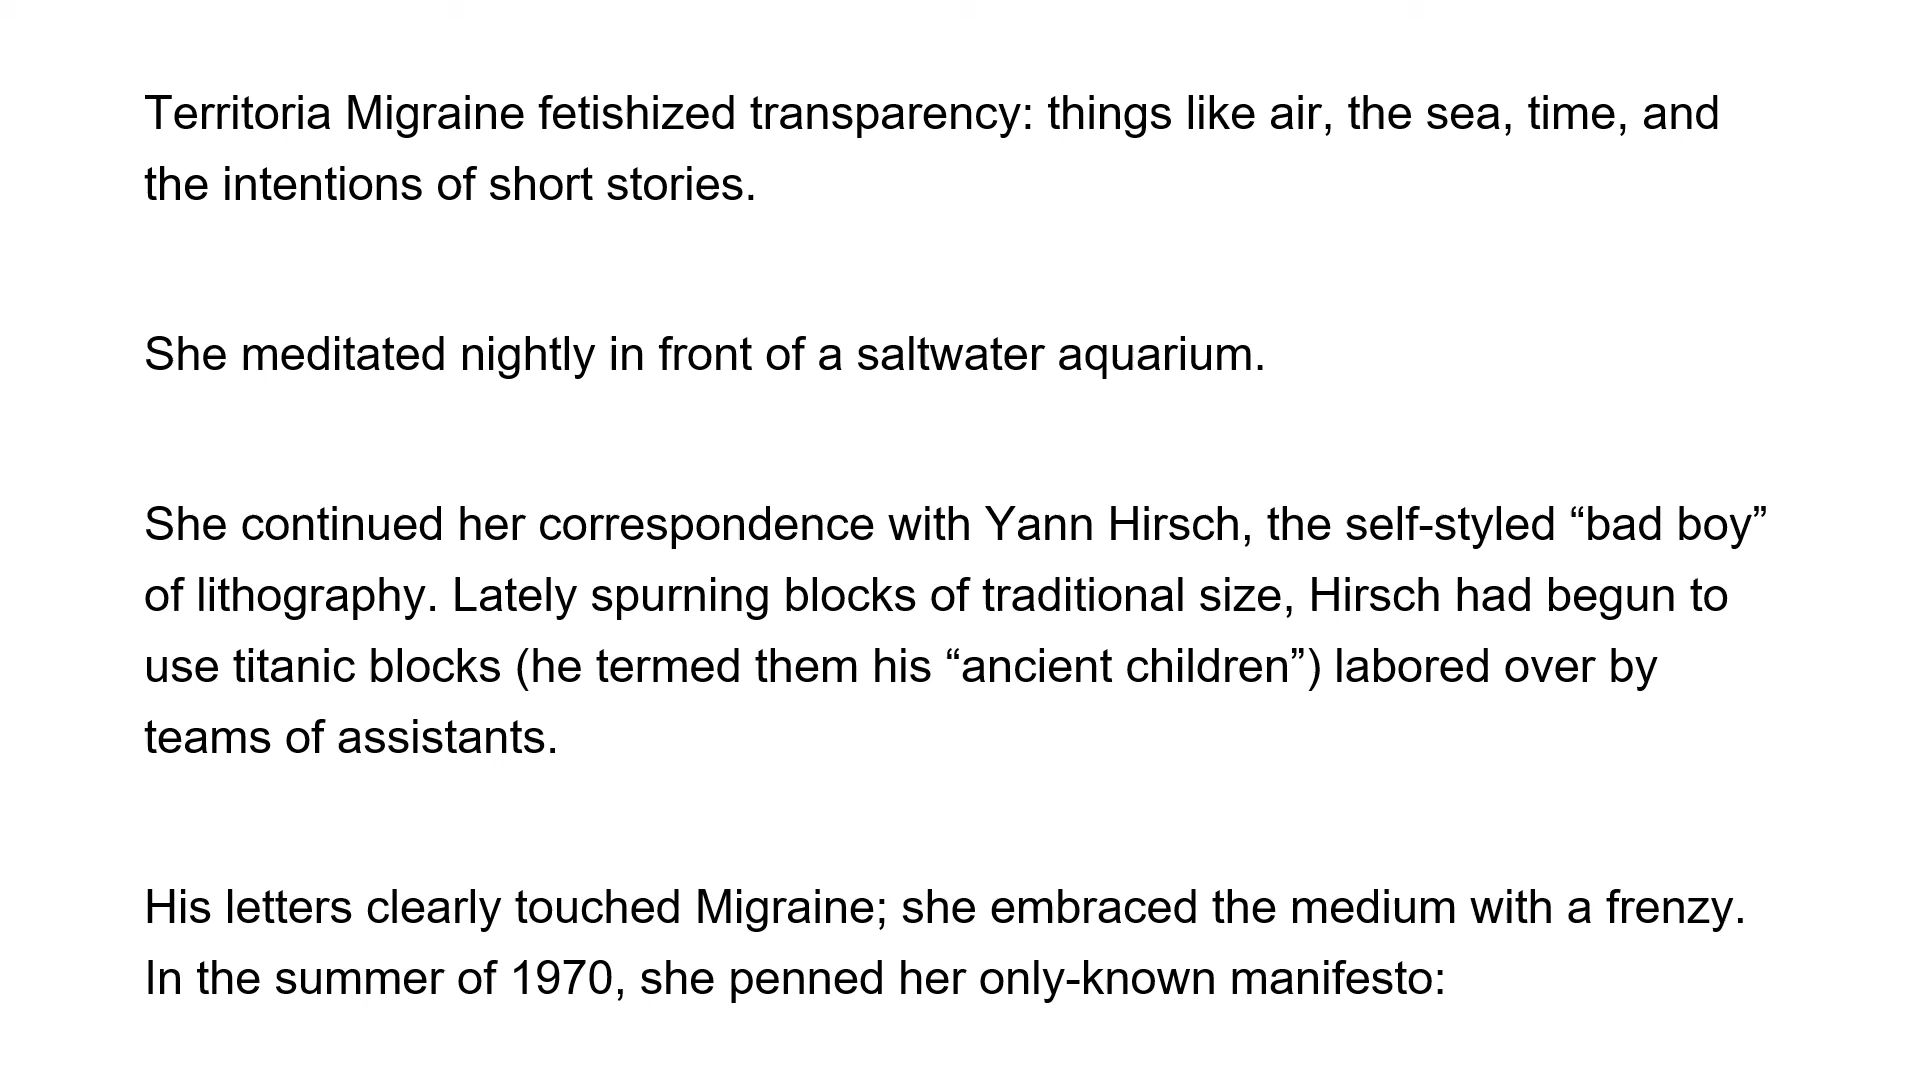 Territoria Migraine fetishized transparency: things like air, the sea, time, and
the intentions of short stories.
She meditated nightly in front of a saltwater aquarium.
She continued her correspondence with Yann Hirsch, the self-styled “bad boy”
of lithography. Lately spurning blocks of traditional size, Hirsch had begun to
use titanic blocks (he termed them his “ancient children”) labored over by
teams of assistants.
His letters clearly touched Migraine; she embraced the medium with a frenzy.
In the summer of 1970, she penned her only-known manifesto: